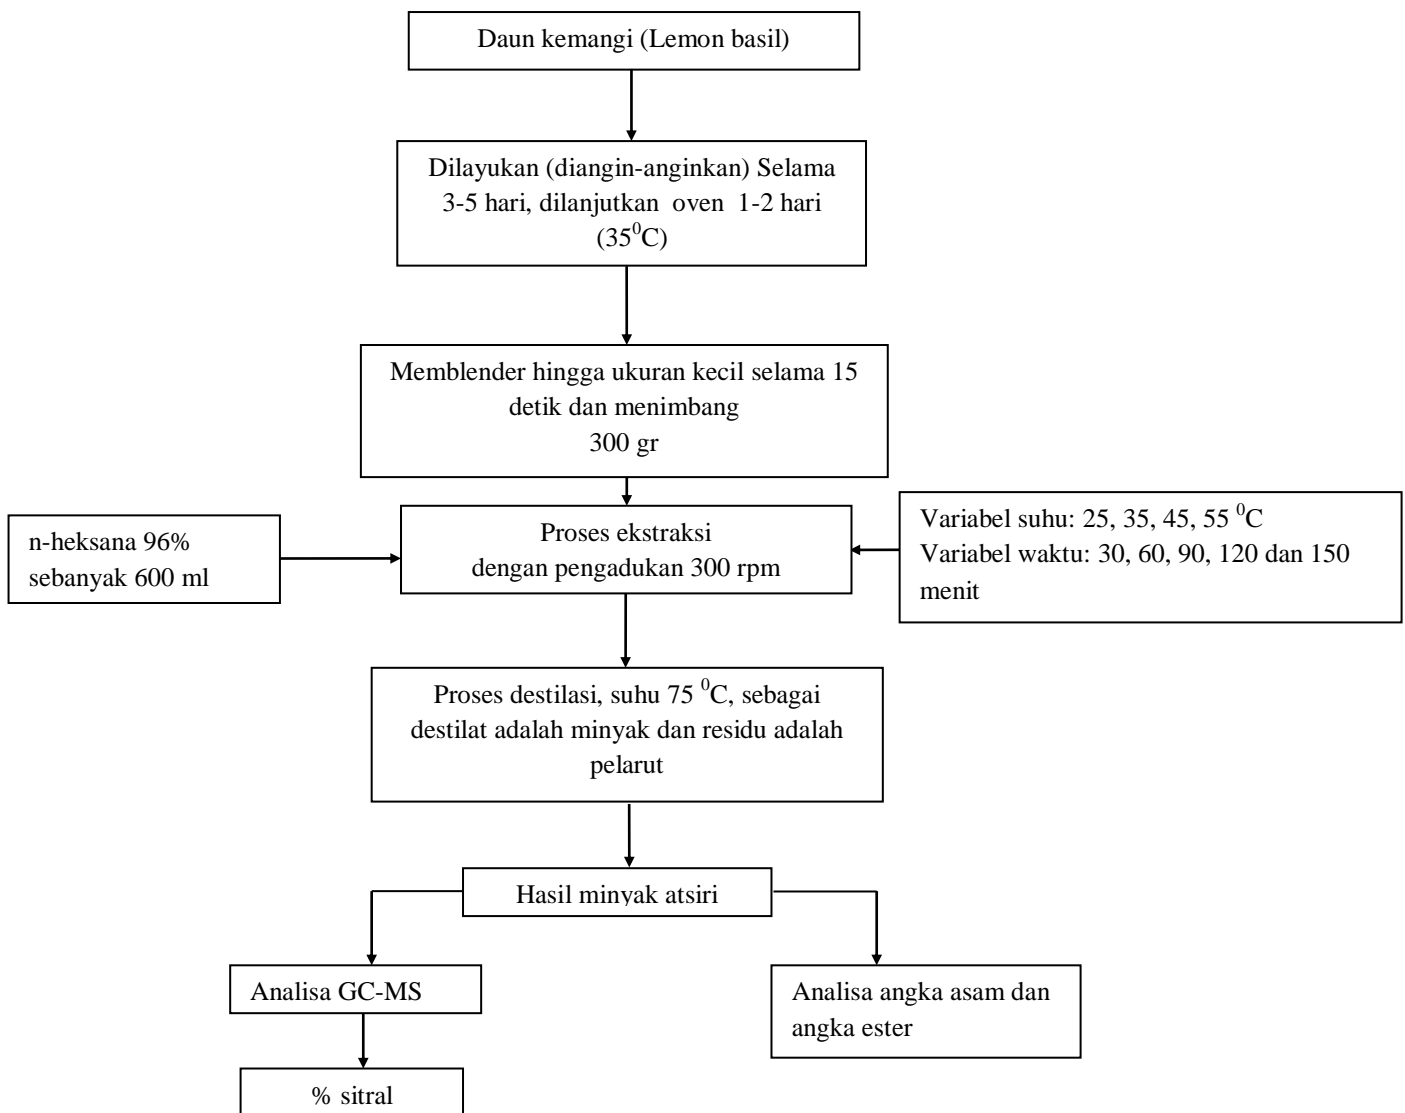 Daun kemangi (Lemon basil)
Dilayukan (diangin-anginkan) Selama
3-5 hari, dilanjutkan oven 1-2 hari
(35⁰C)
Memblender hingga ukuran kecil selama 15
detik dan menimbang
300 gr
n-heksana 96%
sebanyak 600 ml
Proses ekstraksi
dengan pengadukan 300 rpm
Variabel suhu: 25, 35, 45, 55 ⁰C
Variabel waktu: 30, 60, 90, 120 dan 150
menit
Proses destilasi, suhu 75 ⁰C, sebagai
destilat adalah minyak dan residu adalah
pelarut
Hasil minyak atsiri
Analisa GC-MS
Analisa angka asam dan
angka ester
% sitral